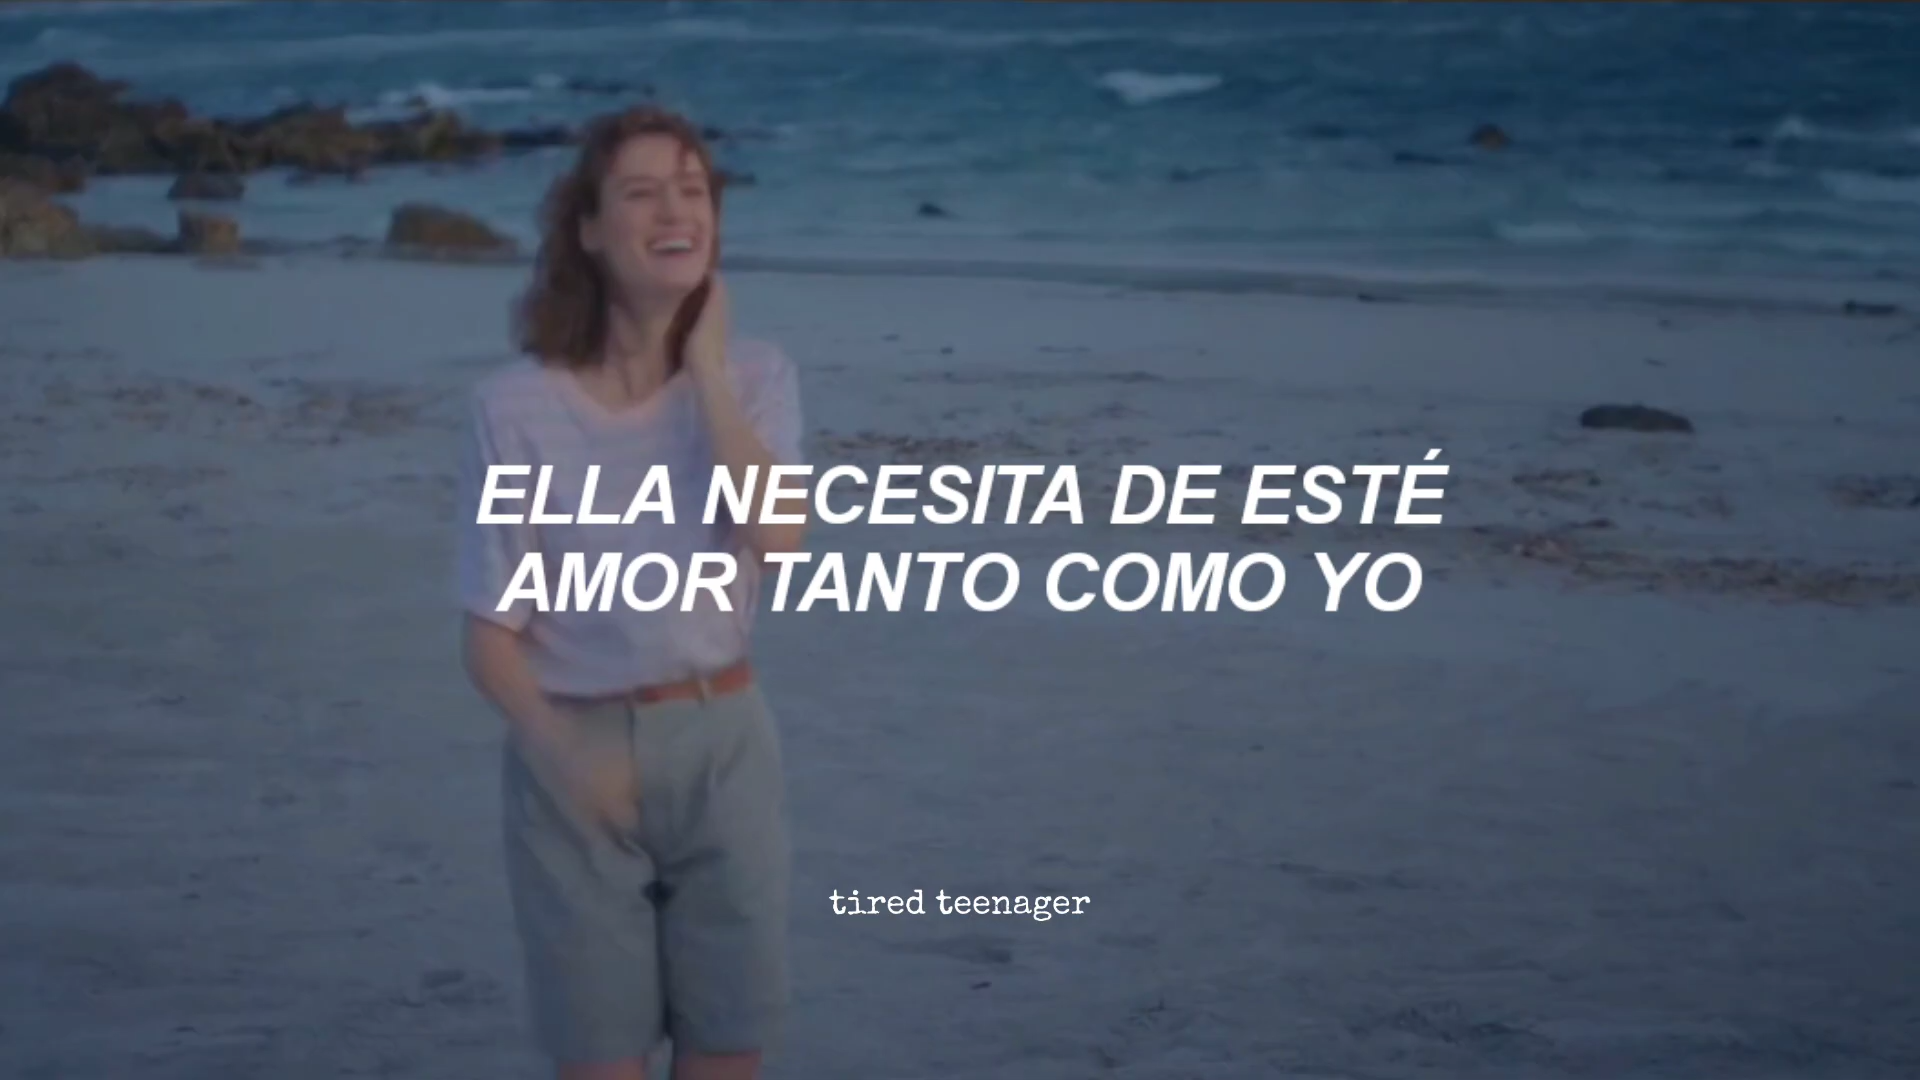 ELLA NECESITA DE ESTÉ
AMOR TANTO COMO YO
tired teenager